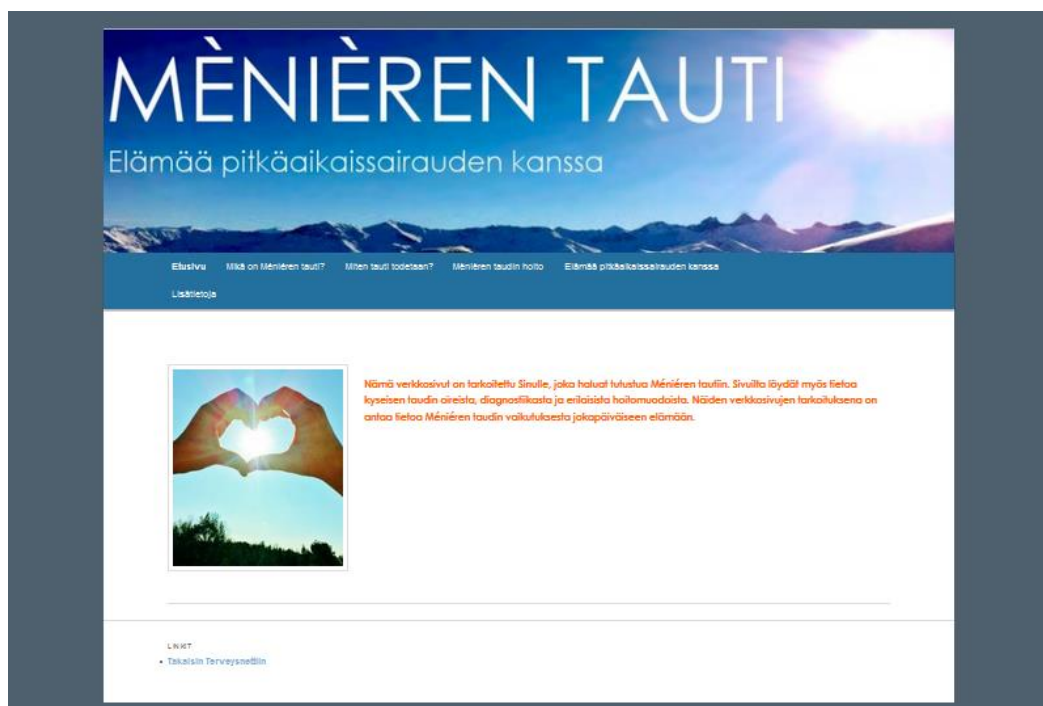 MÈNIÈREN TAUTI
Elämää pitkäaikaissairauden kanssa
Etusivu Mikä on Ménièren tauti? Miten tauti todetaan? Ménièren taudin hoito Elämää pitkäaikaissairauden kanssa
Lisätietoja
Nämä verkkosivut on tarkoitettu Sinulle, joka haluat tutustua Méniéren tautiin. Sivuilta löydät myös tietoa
kyseisen taudin oireista, diagnostiikasta ja erilaisista hoitomuodoista. Näiden verkkosivujen tarkoituksena on
antaa tietoa Méniéren taudin vaikutuksesta jokapäiväiseen elämään.
LINKIT
Takaisin Terveysnettiin